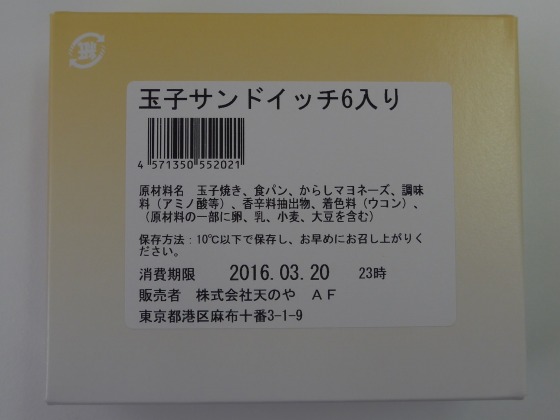 玉子サンドイッチ6入り
4 571350 552021
原材料名　玉子焼き、食パン、からしマヨネーズ、調味
料（アミノ酸等）、香辛料抽出物、着色料（ウコン）、
（原材料の一部に卵、乳、小麦、大豆を含む）
保存方法：10℃以下で保存し、お早めにお召し上がりく
ださい。
消費期限　2016.03.20　23時
販売者　株式会社天のや　ＡＦ
東京都港区麻布十番3-1-9